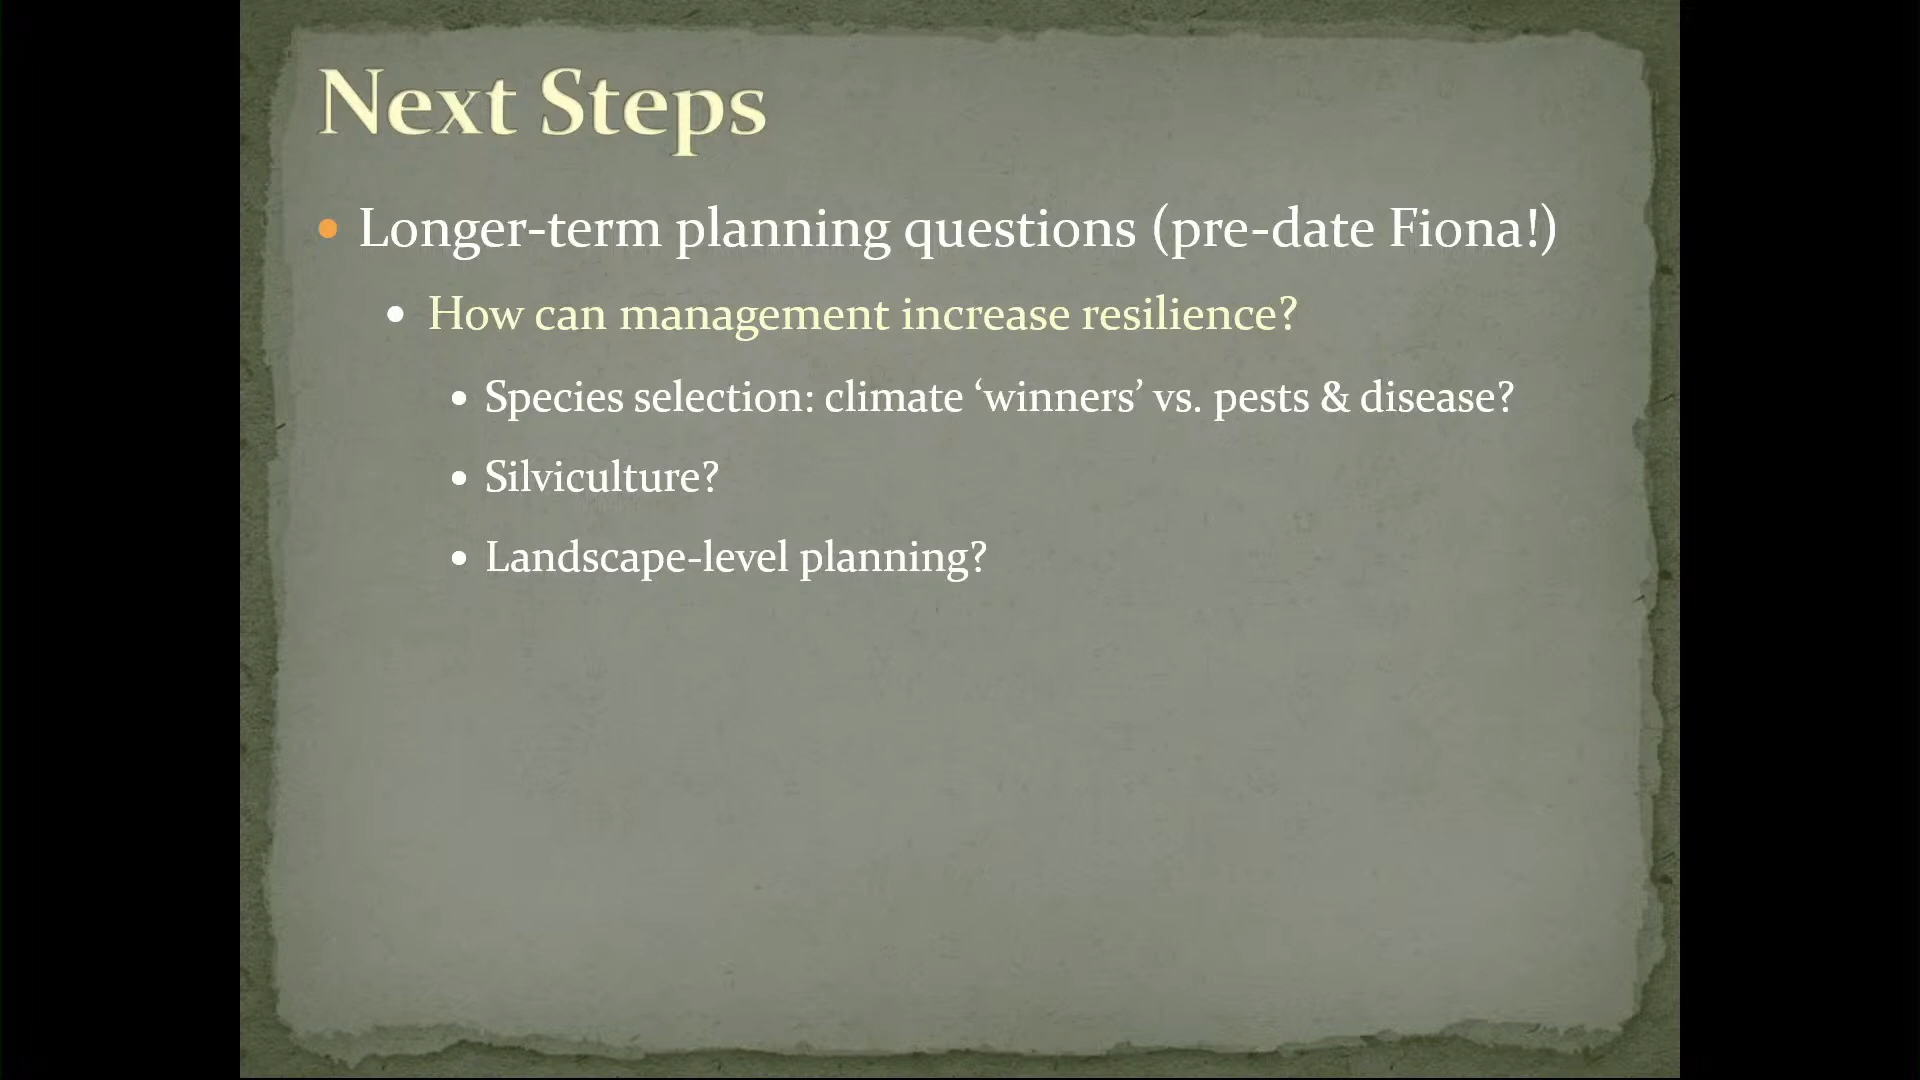 Next Steps
• Longer-term planning questions (pre-date Fiona!)
• How can management increase resilience?
• Species selection: climate ‘winners’ vs. pests & disease?
• Silviculture?
• Landscape-level planning?